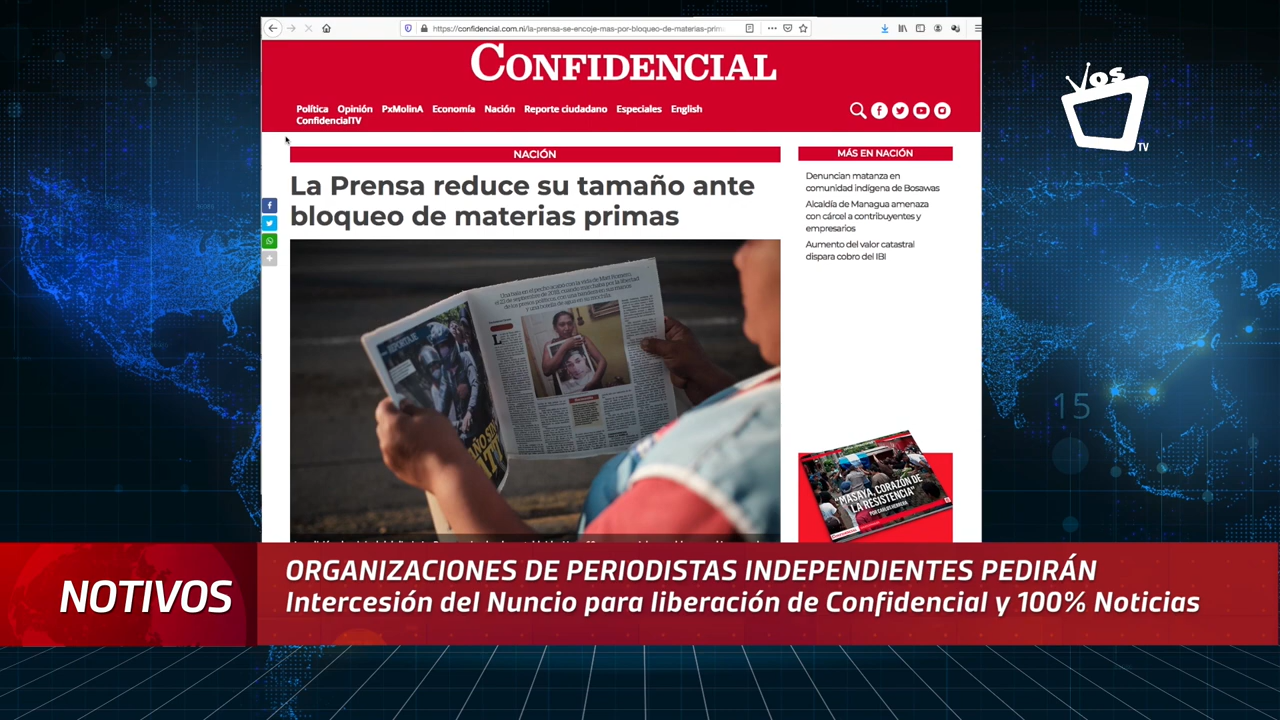 https://confidencial.com.ni/la-prensa-se-encoje-mas-por-bloqueo-de-materias-prim
CONFIDENCIAL
Política Opinión PxMolinA Economía Nación Reporte ciudadano Especiales English
ConfidencialTV
VOS
TV
NACIÓN
La Prensa reduce su tamaño ante
bloqueo de materias primas
MÁS EN NACIÓN
Denuncian matanza en
comunidad indígena de Bosawas
Alcaldía de Managua amenaza
con cárcel a contribuyentes y
empresarios
Aumento del valor catastral
dispara cobro del IBI
REPORTAJE
"MASAYA, CORAZÓN DE
LA RESISTENCIA"
POR CARLOS HERRERA
15
NOTIVOS
ORGANIZACIONES DE PERIODISTAS INDEPENDIENTES PEDIRÁN
Intercesión del Nuncio para liberación de Confidencial y 100% Noticias